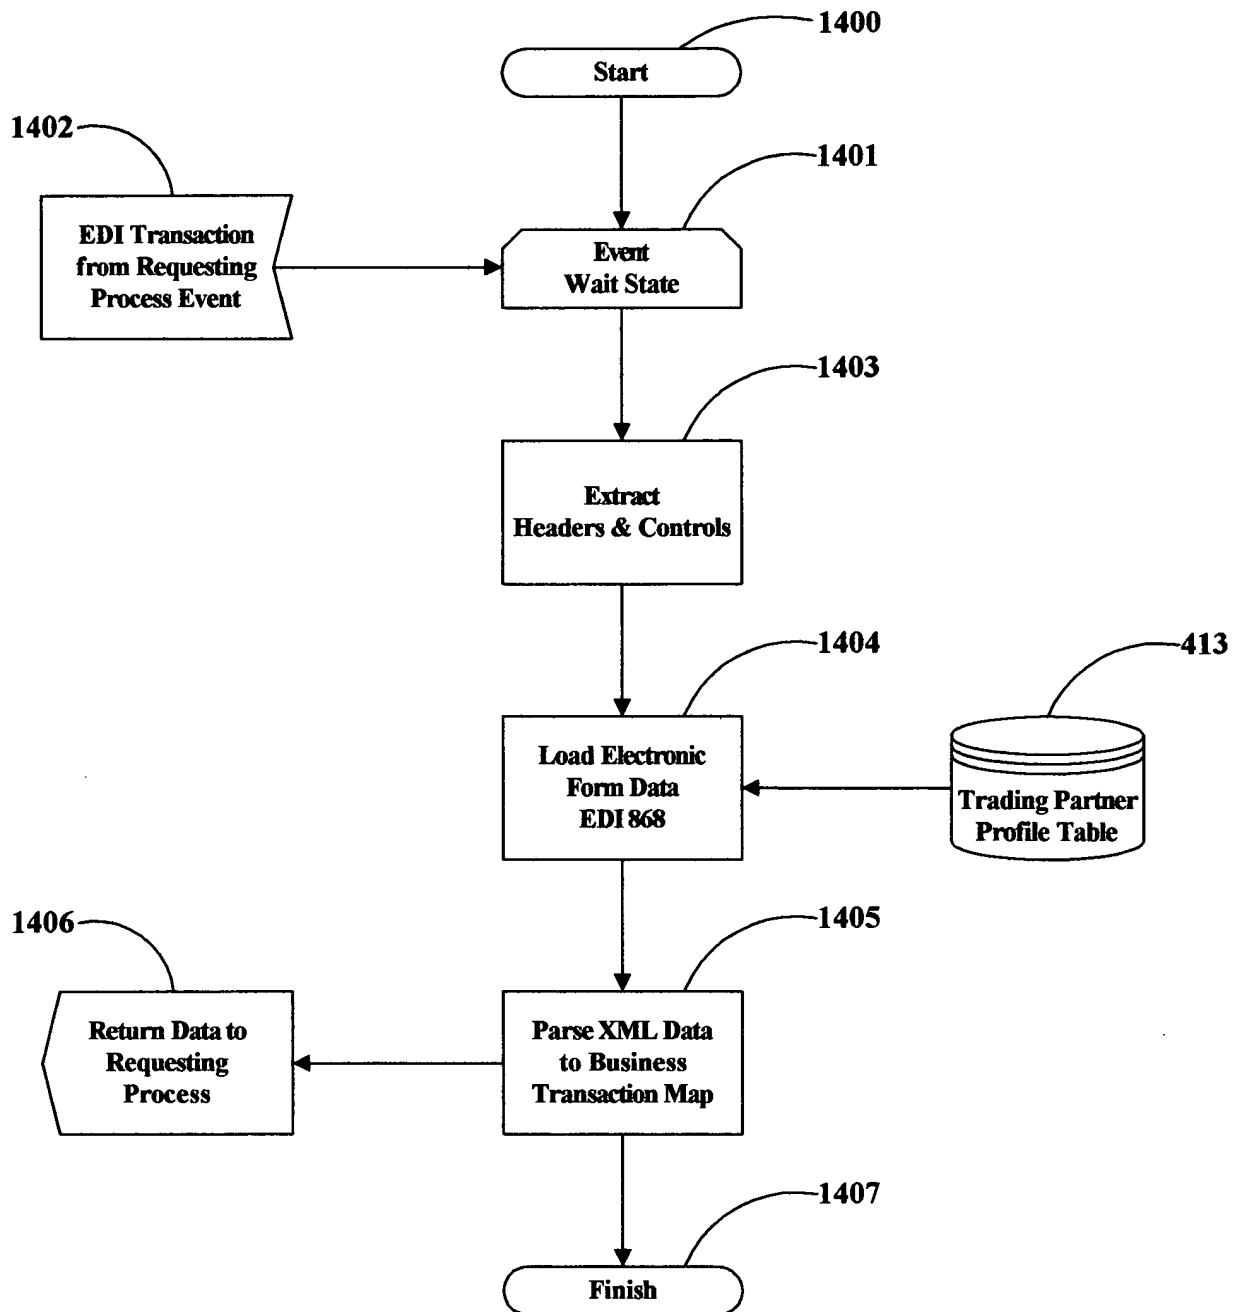 1400
Start
1402
1401
EDI Transaction
from Requesting
Process Event
Event
Wait State
1403
Extract
Headers & Controls
1404
413
Load Electronic
Form Data
EDI 868
Trading Partner
Profile Table
1406
1405
Return Data to
Requesting
Process
Parse XML Data
to Business
Transaction Map
1407
Finish